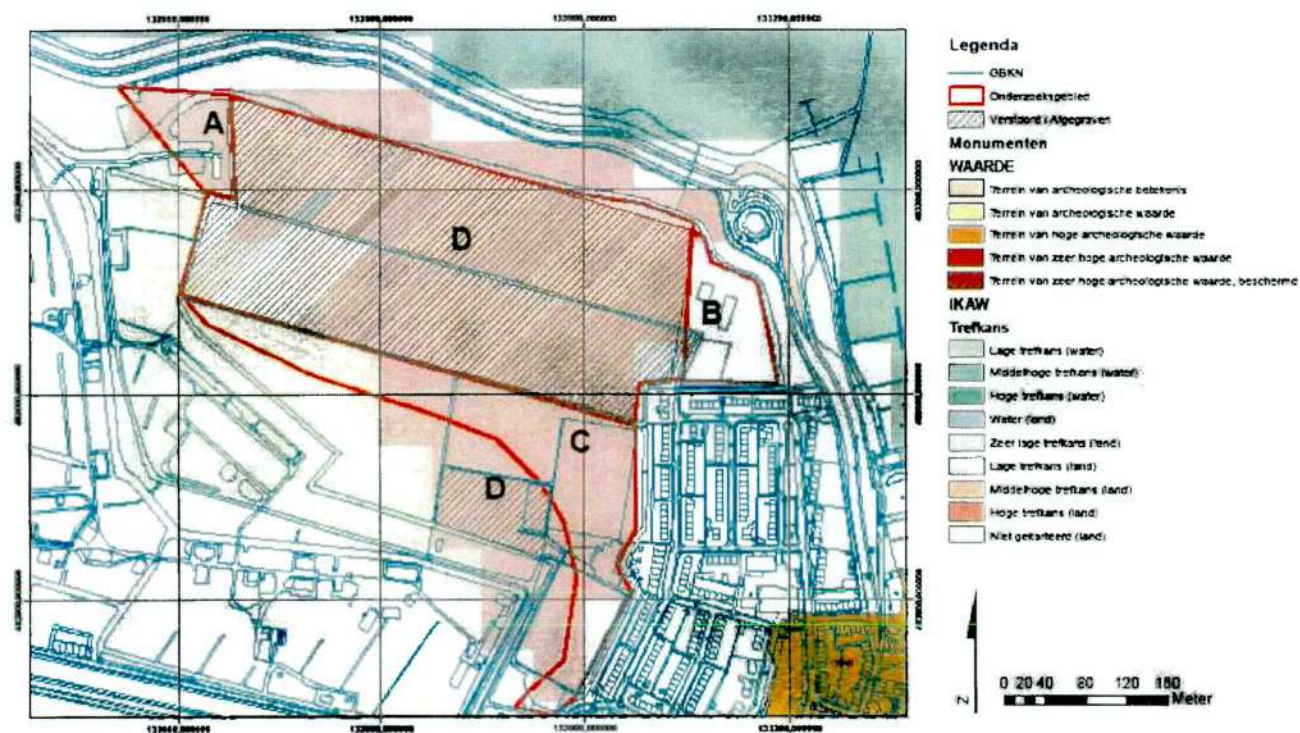 Legenda
GBKN
Onderzoeksgebied
Verstoord / Afgegraven
Monumenten
WAARDE
Terrein van archeologische betekenis
Terrein van archeologische waarde
Terrein van hoge archeologische waarde
Terrein van zeer hoge archeologische waarde
Terrein van zeer hoge archeologische waarde, beschermd
IKAW
Trefkans
Lage trefkans (water)
Middelhoge trefkans (water)
Hoge trefkans (water)
Water (land)
Zeer lage trefkans (land)
Lage trefkans (land)
Middelhoge trefkans (land)
Hoge trefkans (land)
Niet gekarteerd (land)
A
D
B
C
D
N
0 20 40 80 120 160
Meter